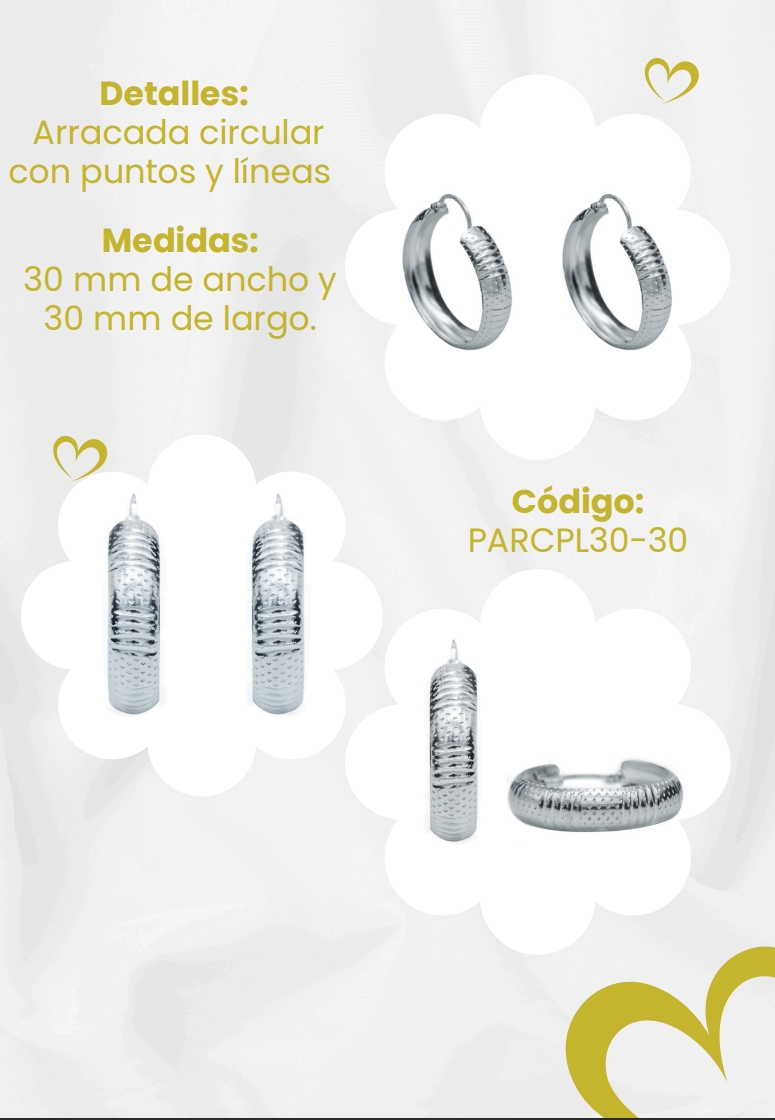 Detalles:
Arracada circular
con puntos y líneas
Medidas:
30 mm de ancho y
30 mm de largo.
Código:
PARCPL30-30